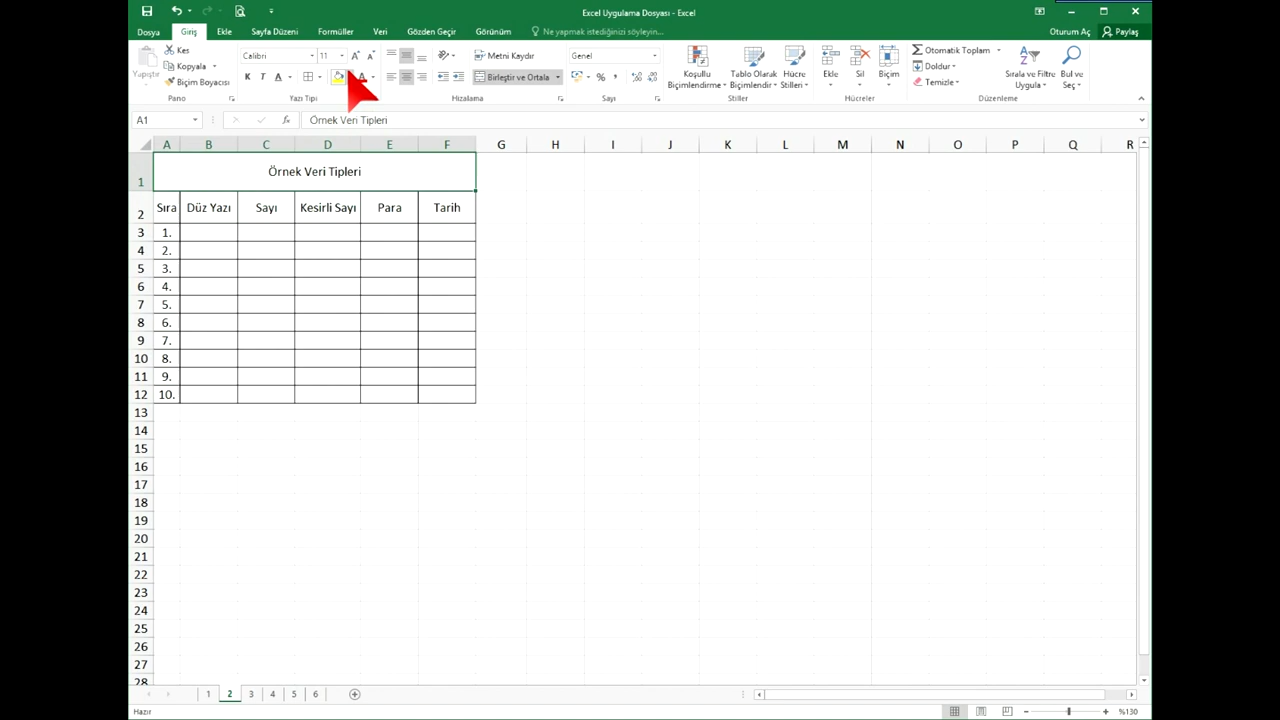 Excel Uygulama Dosyası - Excel
Dosya Giriş Ekle Sayfa Düzeni Formüller Veri Gözden Geçir Görünüm Ne yapmak istediğinizi söyleyin... Oturum Aç Paylaş
Yapıştır
Kes
Kopyala
Biçim Boyacısı
Pano
Calibri 11
K T A
Yazı Tipi
Metni Kaydır
Birleştir ve Ortala
Hizalama
Genel
%
Sayı
Koşullu Biçimlendirme
Tablo Olarak Biçimlendir
Hücre Stilleri
Stiller
Ekle Sil Biçim
Hücreler
Otomatik Toplam
Doldur
Temizle
Sırala ve Filtre Uygula
Bul ve Seç
Düzenleme
A1 fx Örnek Veri Tipleri
A B C D E F G H I J K L M N O P Q R
1 Örnek Veri Tipleri
2 Sıra Düz Yazı Sayı Kesirli Sayı Para Tarih
3 1.
4 2.
5 3.
6 4.
7 5.
8 6.
9 7.
10 8.
11 9.
12 10.
13
14
15
16
17
18
19
20
21
22
23
24
25
26
27
28
1 2 3 4 5 6
Hazır %130